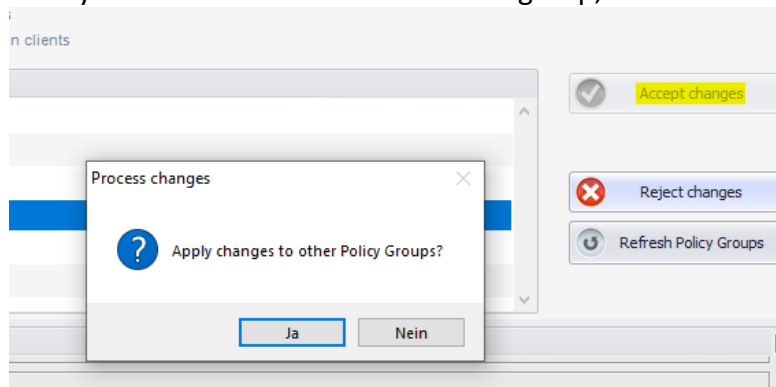 n clients
Accept changes
Process changes
Reject changes
Apply changes to other Policy Groups?
Refresh Policy Groups
Ja
Nein